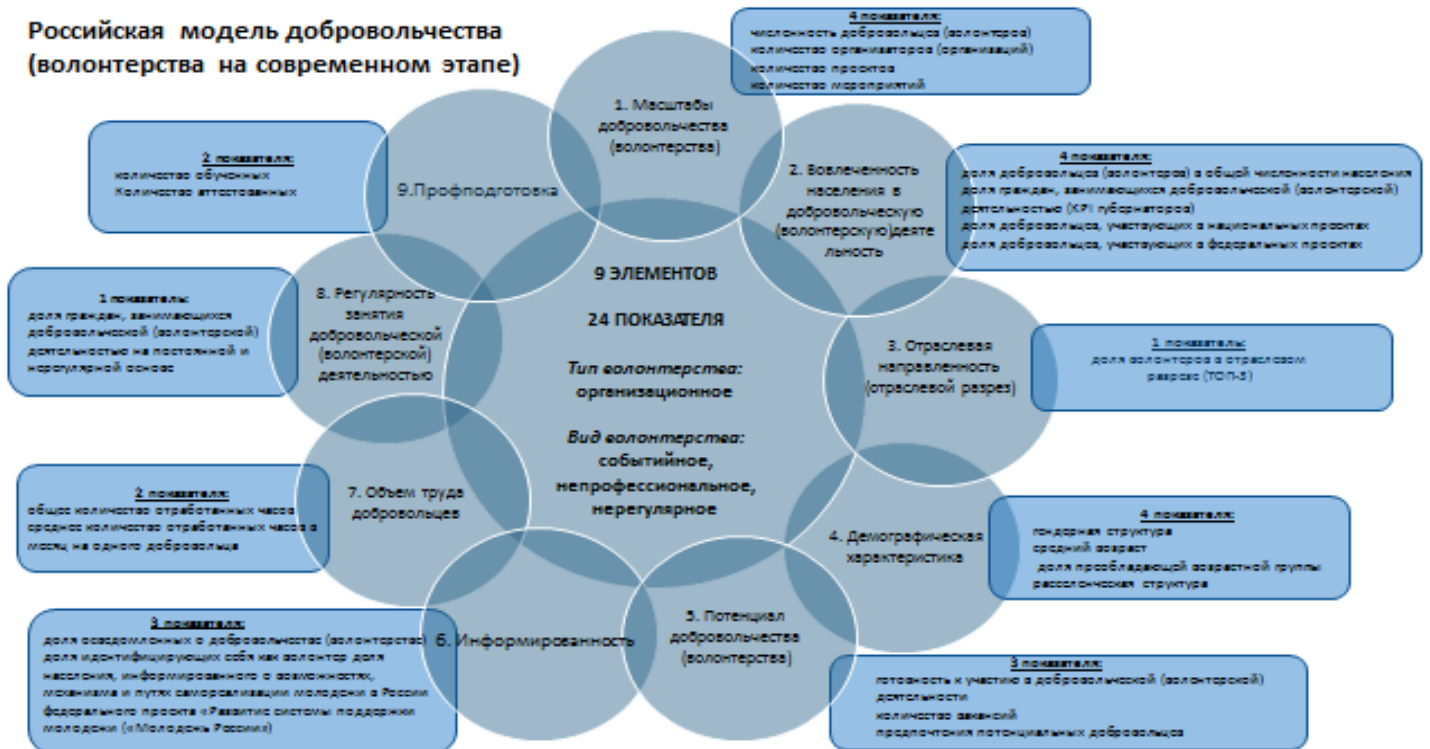 Российская модель добровольчества
(волонтерства на современном этапе)
4 показателя:
численность добровольцев (волонтеров)
количество организаторов (организаций)
количество проектов
количество мероприятий
1. Масштабы
добровольчества
(волонтерства)
2. Вовлеченность
населения в
добровольческую
(волонтерскую)деяте
льность
4 показателя:
доля добровольцев (волонтеров) в общей численности населения
доля граждан, занимающихся добровольческой (волонтерской)
деятельностью (KPI губернаторов)
доля добровольцев, участвующих в национальных проектах
доля добровольцев, участвующих в федеральных проектах
2 показателя:
количество обученных
Количество аттестованных
9.Профподготовка
1 показатель:
доля граждан, занимающихся
добровольческой (волонтерской)
деятельностью на постоянной и
нерегулярной основе
8. Регулярность
занятия
добровольческой
(волонтерской)
деятельностью
9 ЭЛЕМЕНТОВ
24 ПОКАЗАТЕЛЯ
Тип волонтерства:
организационное
Вид волонтерства:
событийное,
непрофессиональное,
нерегулярное
3. Отраслевая
направленность
(отраслевой разрез)
1 показатель:
доля волонтеров в отраслевом
разрезе (ТОП-3)
2 показателя:
общее количество отработанных часов
среднее количество отработанных часов в
месяц на одного добровольца
7. Объем труда
добровольцев
4. Демографическая
характеристика
4 показателя:
гендерная структура
средний возраст
доля преобладающей возрастной группы
расселенческая структура
3 показателя:
доля осведомленных о добровольчестве (волонтерстве)
доля идентифицирующих себя как волонтер доля
населения, информированного о возможностях,
механизма и путях самореализации молодежи в России
федерального проекта «Развитие системы поддержки
молодежи («Молодежь России»)
6. Информированность
5. Потенциал
добровольчества
(волонтерства)
3 показателя:
готовность к участию в добровольческой (волонтерской)
деятельности
количество вакансий
предпочтения потенциальных добровольцев